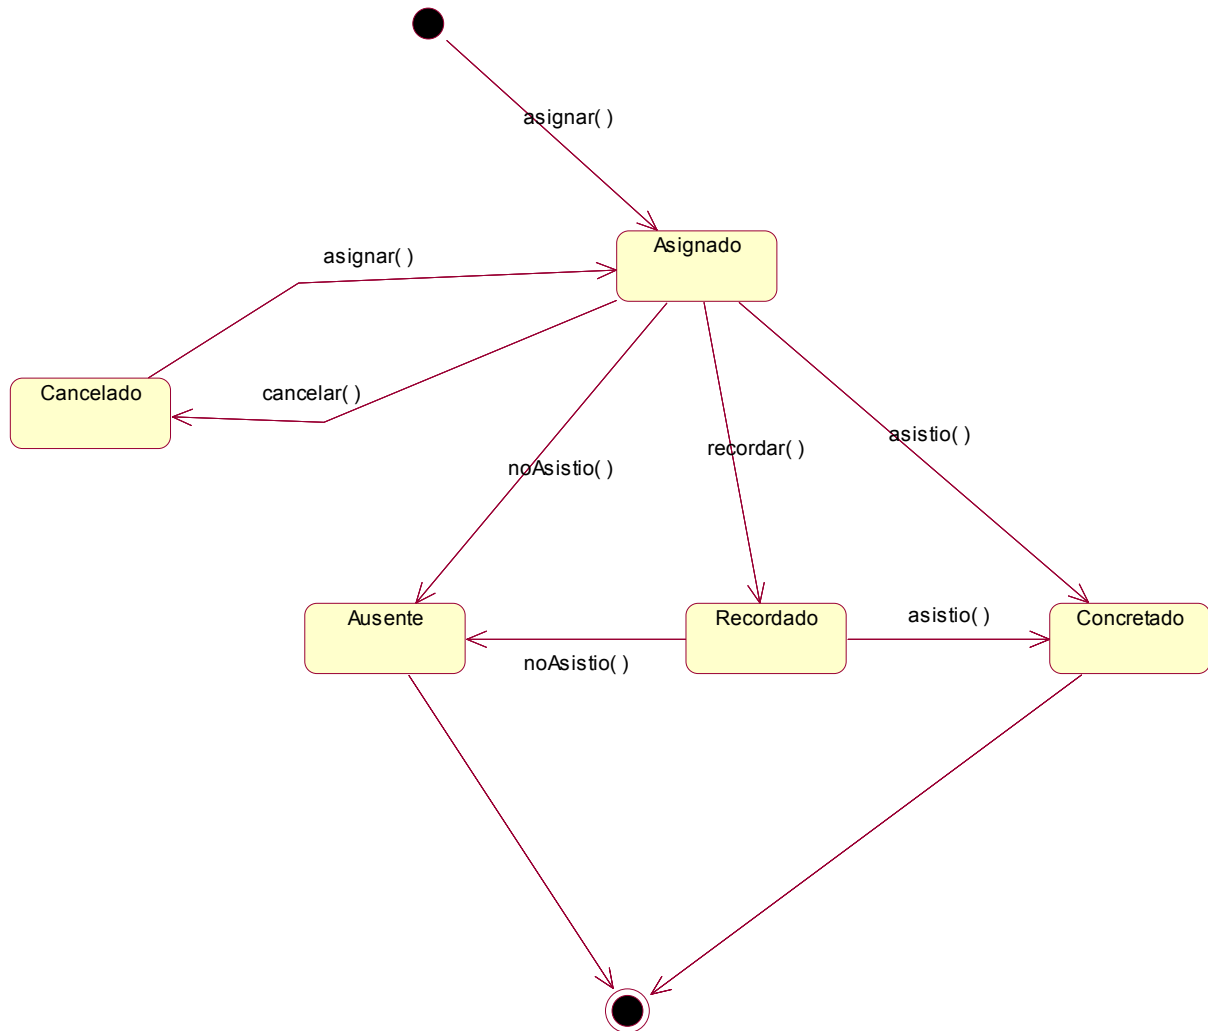 asignar( )
Asignado
asignar( )
Cancelado
cancelar( )
noAsistio( )
recordar( )
asistio( )
Ausente
Recordado
asistio( )
Concretado
noAsistio( )